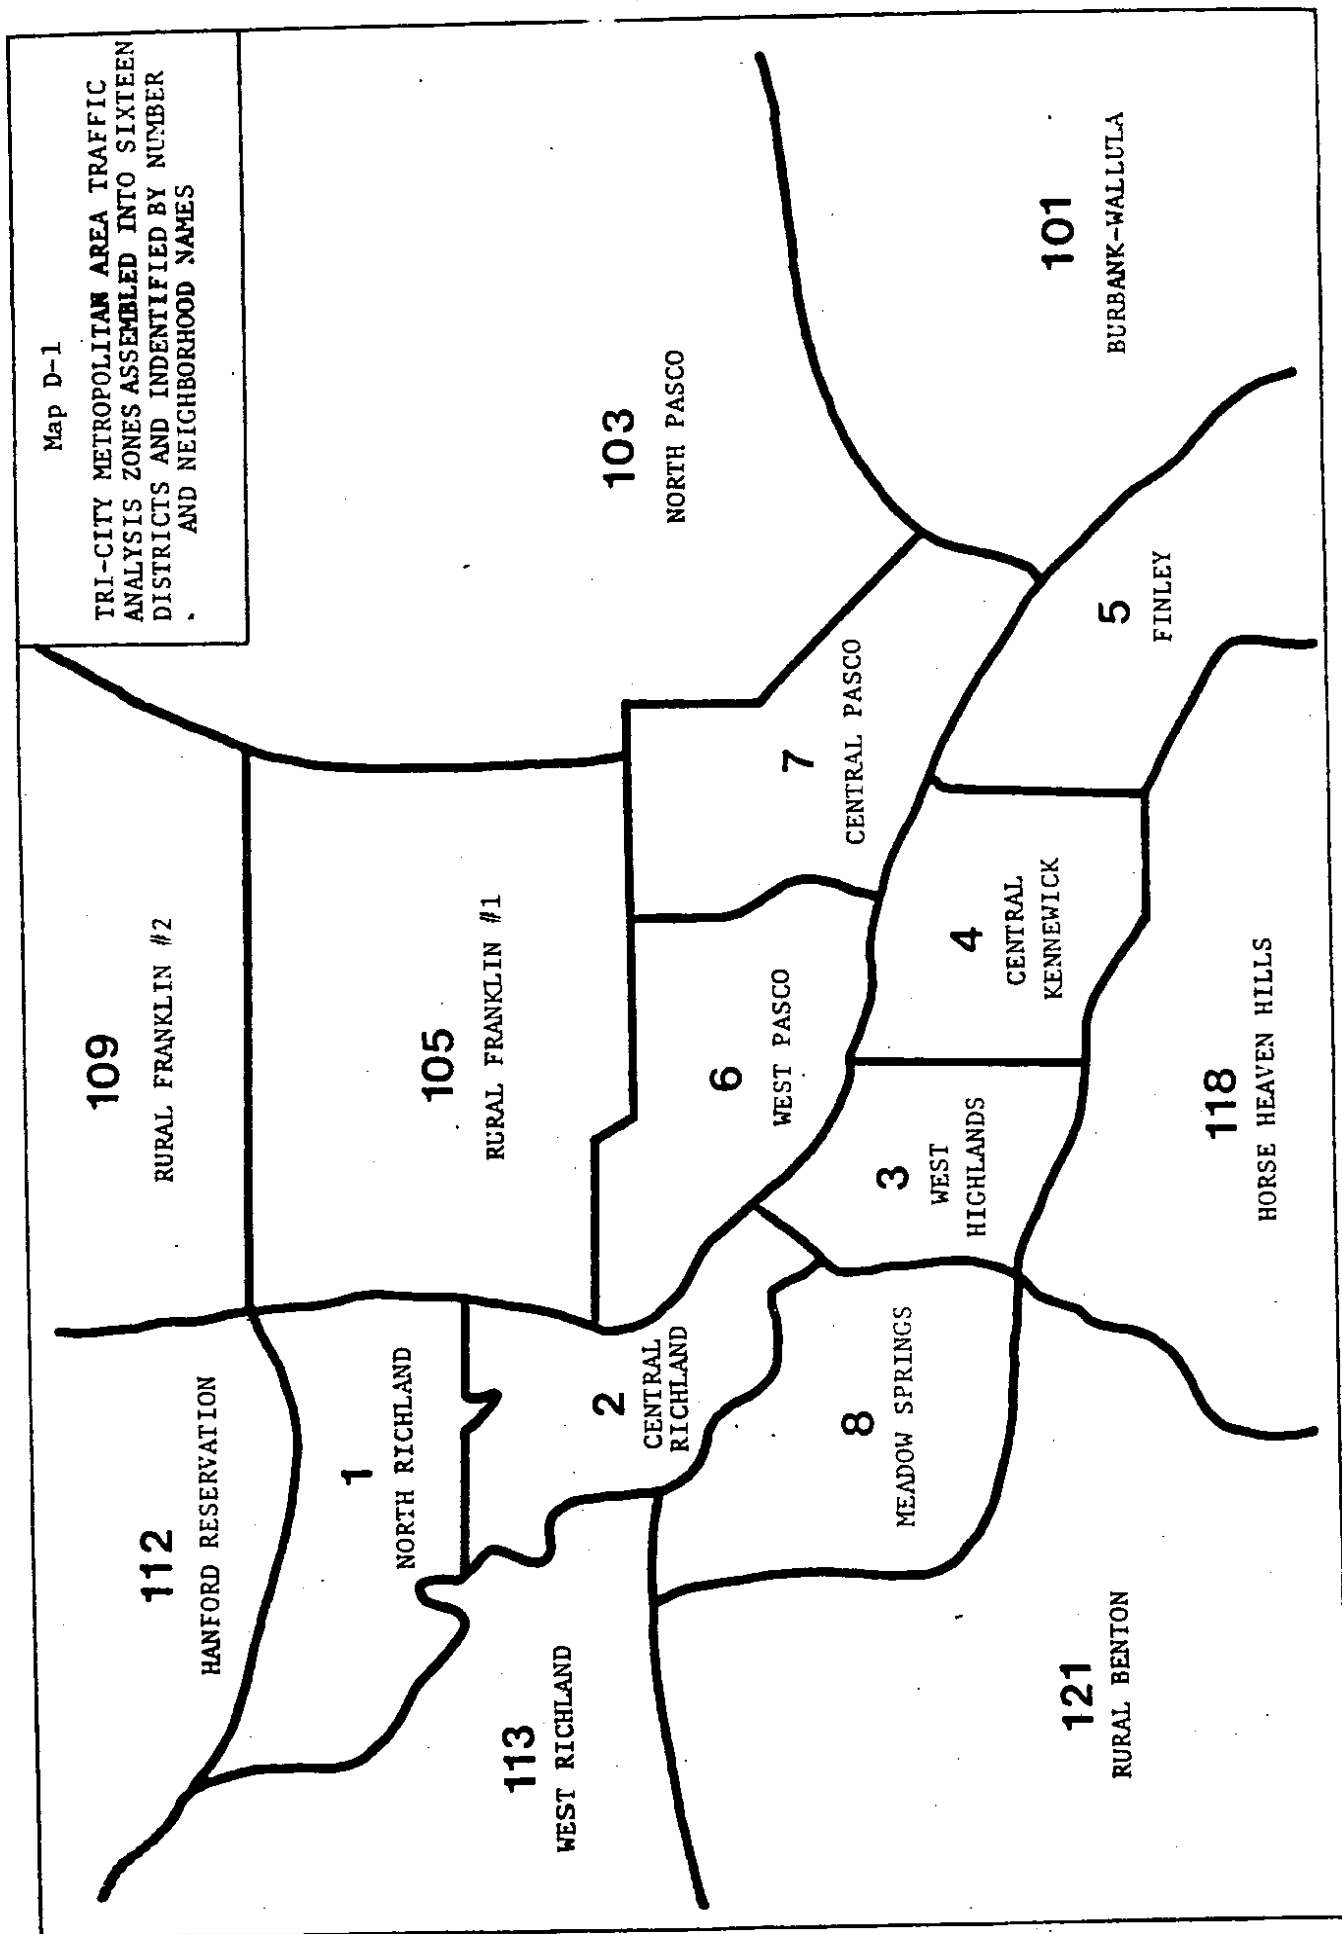 Map D-1
TRI-CITY METROPOLITAN AREA TRAFFIC
ANALYSIS ZONES ASSEMBLED INTO SIXTEEN
DISTRICTS AND INDENTIFIED BY NUMBER
AND NEIGHBORHOOD NAMES
112
HANFORD RESERVATION
109
RURAL FRANKLIN #2
1
NORTH RICHLAND
105
RURAL FRANKLIN #1
113
WEST RICHLAND
2
CENTRAL
RICHLAND
103
NORTH PASCO
6
WEST PASCO
7
CENTRAL PASCO
8
MEADOW SPRINGS
3
WEST
HIGHLANDS
4
CENTRAL
KENNEWICK
101
BURBANK-WALLULA
5
FINLEY
121
RURAL BENTON
118
HORSE HEAVEN HILLS